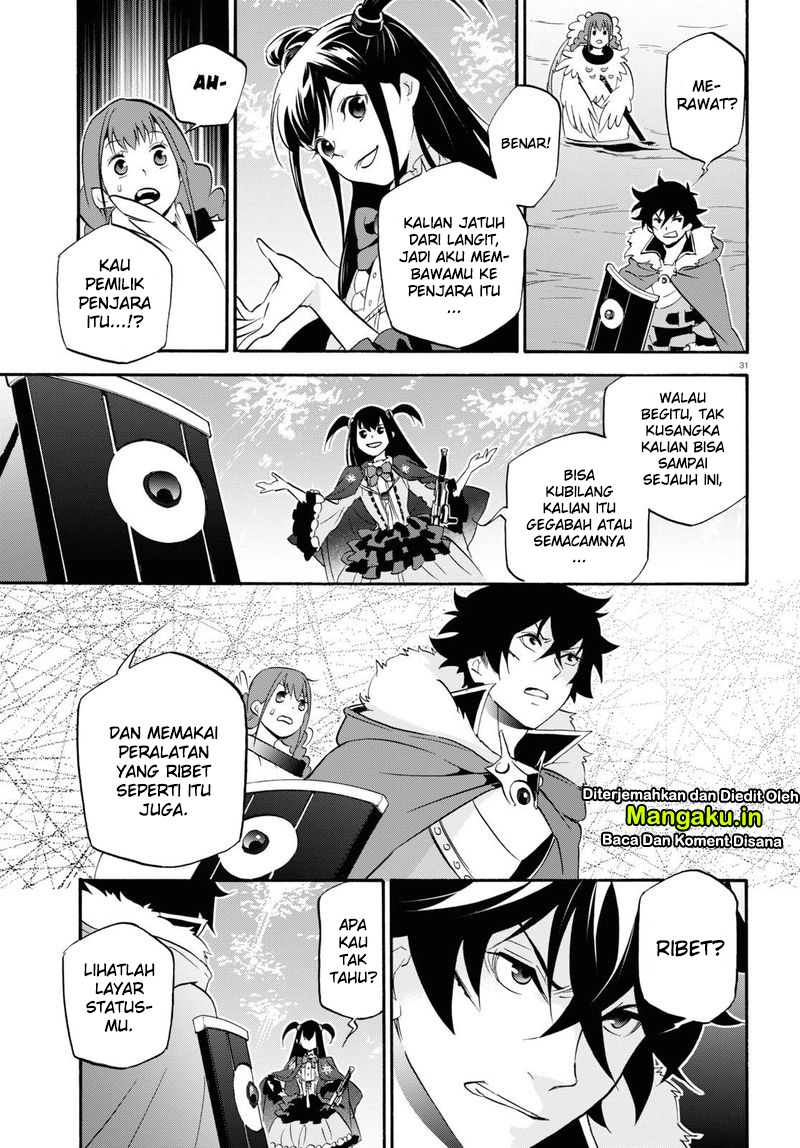 ME-
RAWAT?
BENAR!
KALIAN JATUH
DARI LANGIT,
JADI AKU MEM-
BAWAMU KE
PENJARA ITU
...
AH-
KAU
PEMILIK
PENJARA
ITU...!?
31
WALAU
BEGITU, TAK
KUSANGKA
KALIAN BISA
SAMPAI
SEJAUH INI,
BISA
KUBILANG
KALIAN ITU
GEGABAH ATAU
SEMACAMNYA
...
DAN MEMAKAI
PERALATAN
YANG RIBET
SEPERTI ITU
JUGA.
Diterjemahkan dan Diedit Oleh
Mangaku.in
Baca Dan Koment Disana
RIBET?
APA
KAU
TAK
TAHU?
LIHATLAH
LAYAR
STATUS-
MU.